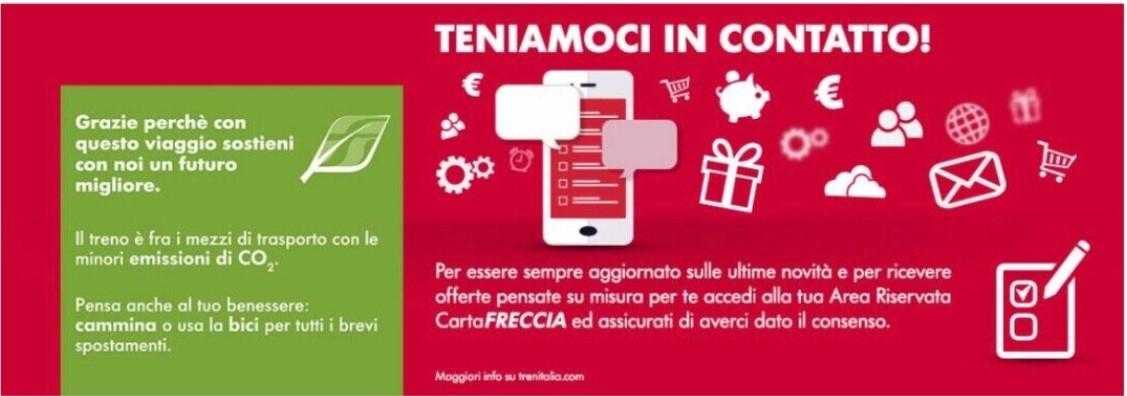 TENIAMOCI IN CONTATTO!
Grazie perchè con
questo viaggio sostieni
con noi un futuro
migliore.
Il treno è fra i mezzi di trasporto con le
minori emissioni di CO₂.
Pensa anche al tuo benessere:
cammina o usa la bici per tutti i brevi
spostamenti.
Per essere sempre aggiornato sulle ultime novità e per ricevere
offerte pensate su misura per te accedi alla tua Area Riservata
CartaFRECCIA ed assicurati di averci dato il consenso.
Maggiori info su trenitalia.com